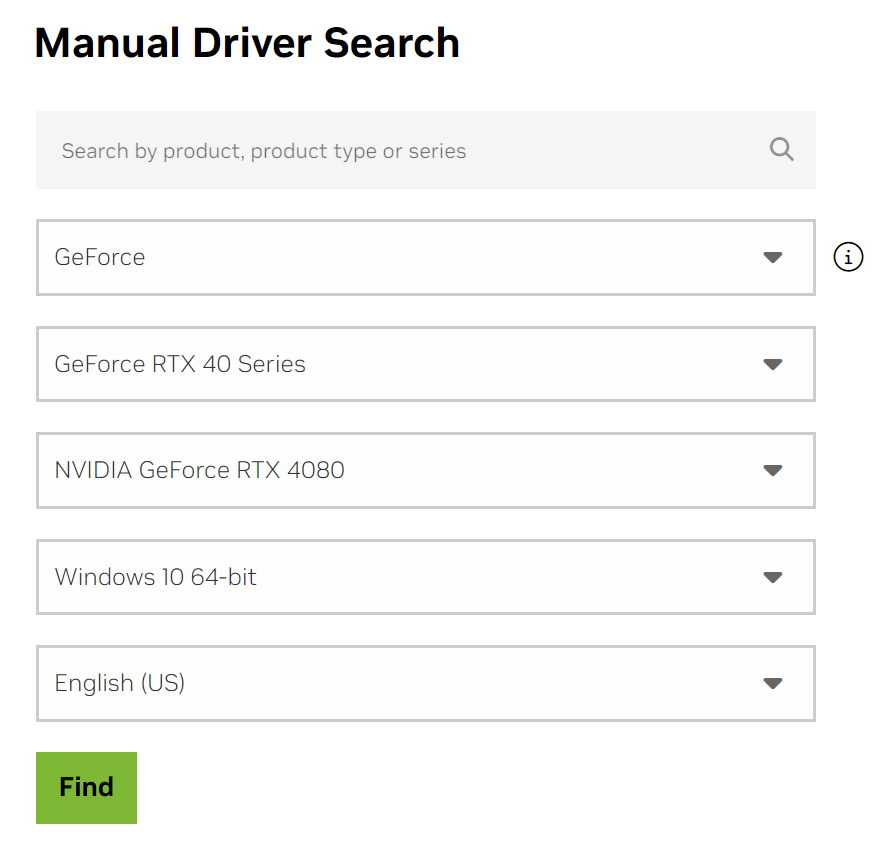 Manual Driver Search
Search by product, product type or series
GeForce
GeForce RTX 40 Series
NVIDIA GeForce RTX 4080
Windows 10 64-bit
English (US)
Find